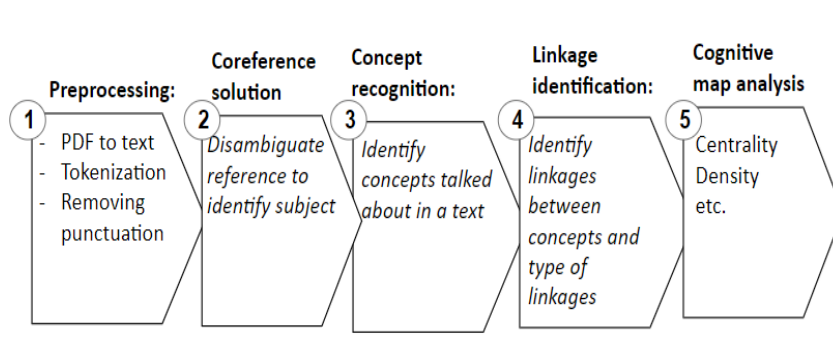 Preprocessing:
1
- PDF to text
- Tokenization
- Removing
punctuation
Coreference
solution
2
Disambiguate
reference to
identify subject
Concept
recognition:
3
Identify
concepts talked
about in a text
Linkage
identification:
4
Identify
linkages
between
concepts and
type of
linkages
Cognitive
map analysis
5
Centrality
Density
etc.